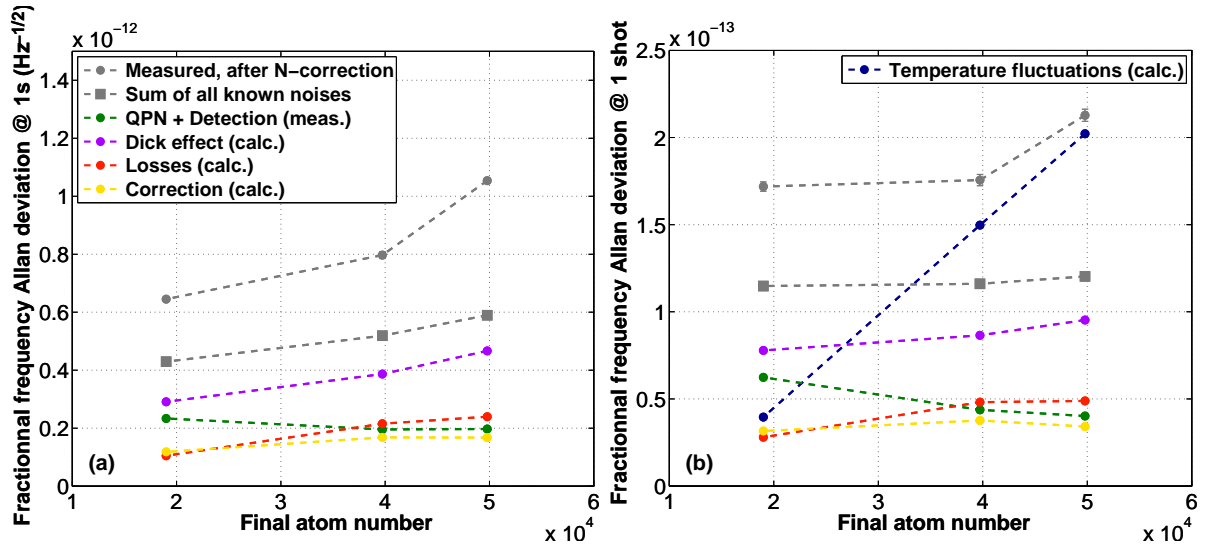 x 10⁻¹²
Fractionnal frequency Allan deviation @ 1s (Hz⁻¹/²)
1.4
1.2
1
0.8
0.6
0.4
0.2
0
Measured, after N−correction
Sum of all known noises
QPN + Detection (meas.)
Dick effect (calc.)
Losses (calc.)
Correction (calc.)
(a)
1
2
3
4
5
6
Final atom number
x 10⁴
x 10⁻¹³
Fractionnal frequency Allan deviation @ 1 shot
2.5
2
1.5
1
0.5
0
Temperature fluctuations (calc.)
(b)
1
2
3
4
5
6
Final atom number
x 10⁴